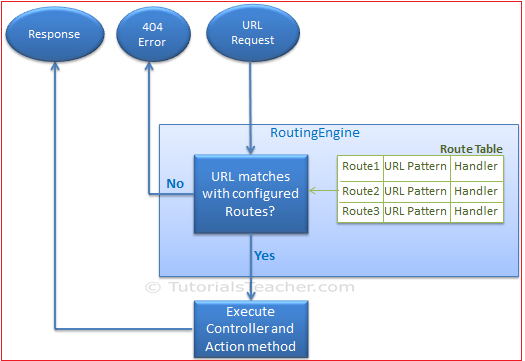 Response
404
Error
URL
Request
RoutingEngine
Route Table
URL matches
with configured
Routes?
Route1 URL Pattern Handler
Route2 URL Pattern Handler
Route3 URL Pattern Handler
No
Yes
© TutorialsTeacher.com
Execute
Controller and
Action method